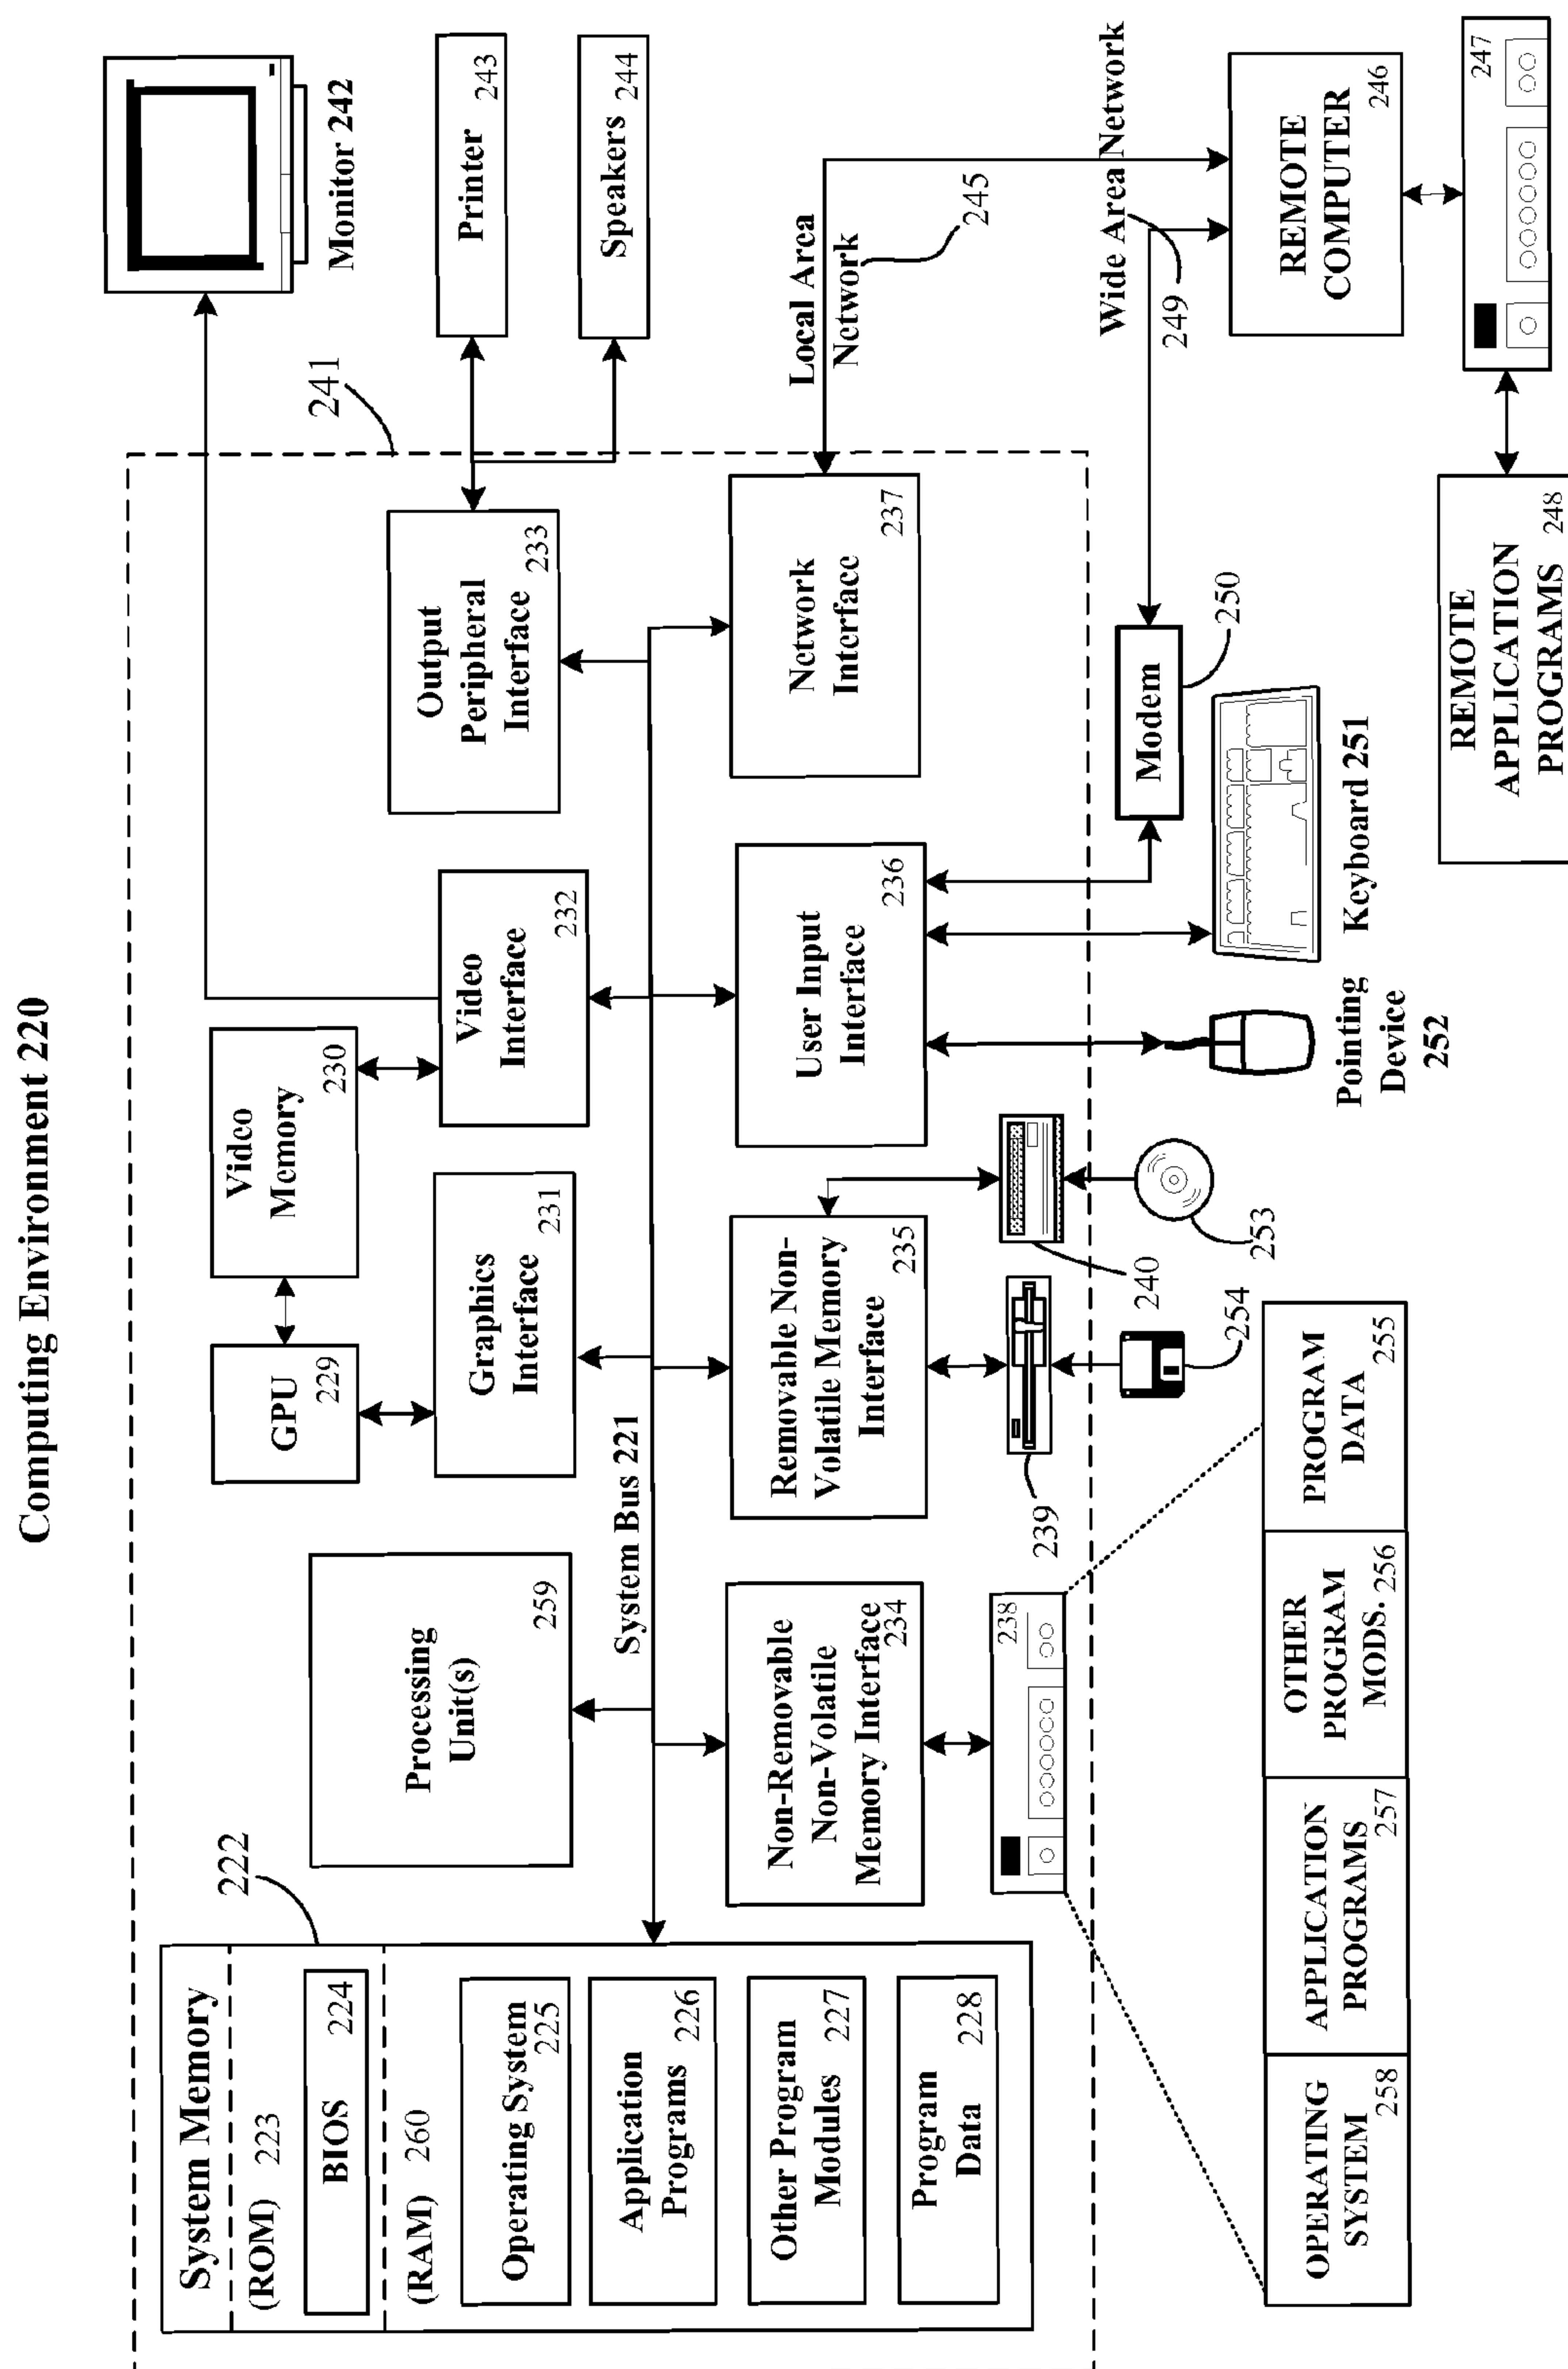 Computing Environment 220
222
System Memory
(ROM) 223
BIOS 224
(RAM) 260
Operating System
225
Application
Programs 226
Other Program
Modules 227
Program
Data 228
Processing
Unit(s)
259
System Bus 221
GPU
229
Video
Memory
230
Graphics
Interface
231
Video
Interface
232
Output
Peripheral
Interface 233
241
Monitor 242
Printer 243
Speakers 244
Non-Removable
Non-Volatile
Memory Interface 234
Removable Non-
Volatile Memory
Interface 235
User Input
Interface 236
Network
Interface 237
Local Area
Network
245
Wide Area Network
249
238
239
240
254
253
Modem
250
Pointing
Device
252
Keyboard 251
REMOTE
COMPUTER
246
247
REMOTE
APPLICATION
PROGRAMS 248
OPERATING
SYSTEM 258
APPLICATION
PROGRAMS
257
OTHER
PROGRAM
MODS. 256
PROGRAM
DATA 255